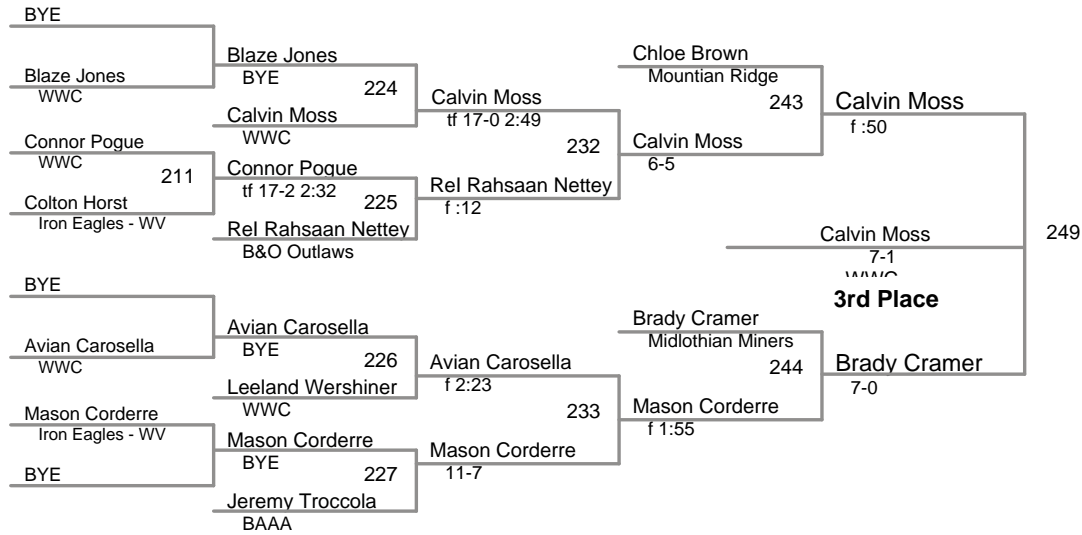 BYE
Blaze Jones
WWC
Connor Pogue
WWC
211
Colton Horst
Iron Eagles - WV
BYE
Avian Carosella
WWC
Mason Corderre
Iron Eagles - WV
BYE
Blaze Jones
BYE
224
Calvin Moss
WWC
Connor Pogue
tf 17-2 2:32
225
Rel Rahsaan Nettey
B&O Outlaws
Avian Carosella
BYE
226
Leeland Wershiner
WWC
Mason Corderre
BYE
227
Jeremy Troccola
BAAA
Calvin Moss
tf 17-0 2:49
232
Rel Rahsaan Nettey
f :12
Avian Carosella
f 2:23
233
Mason Corderre
11-7
Chloe Brown
Mountian Ridge
243
Calvin Moss
6-5
Brady Cramer
Midlothian Miners
244
Mason Corderre
f 1:55
Calvin Moss
f :50
Brady Cramer
7-0
249
Calvin Moss
7-1
WWC
3rd Place